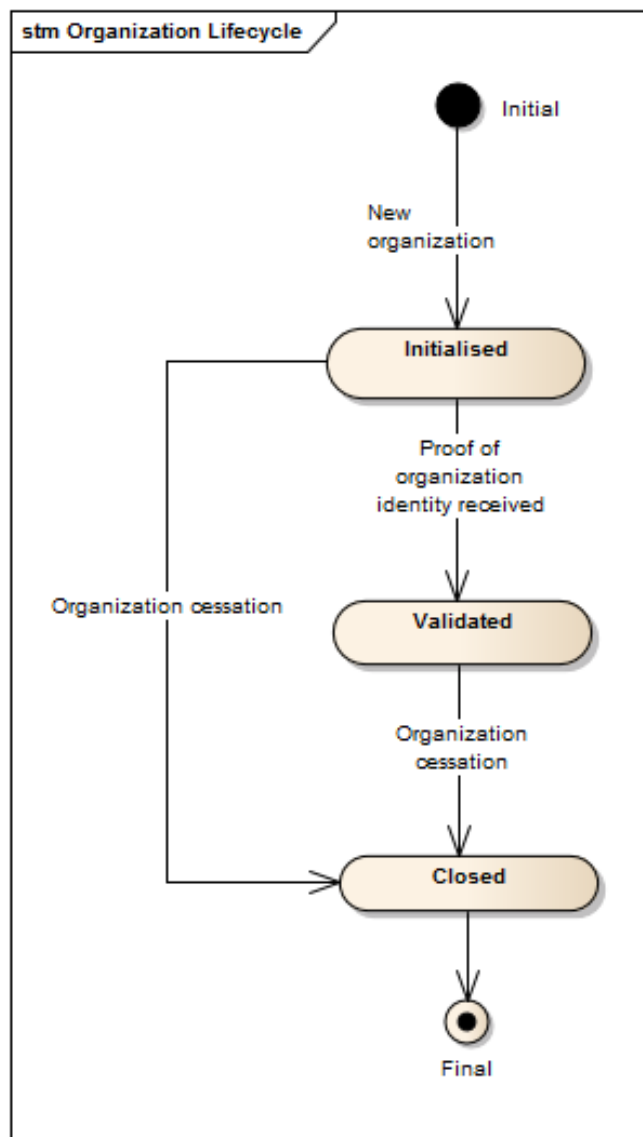 stm Organization Lifecycle
Initial
New
organization
Initialised
Proof of
organization
identity received
Organization cessation
Validated
Organization
cessation
Closed
Final